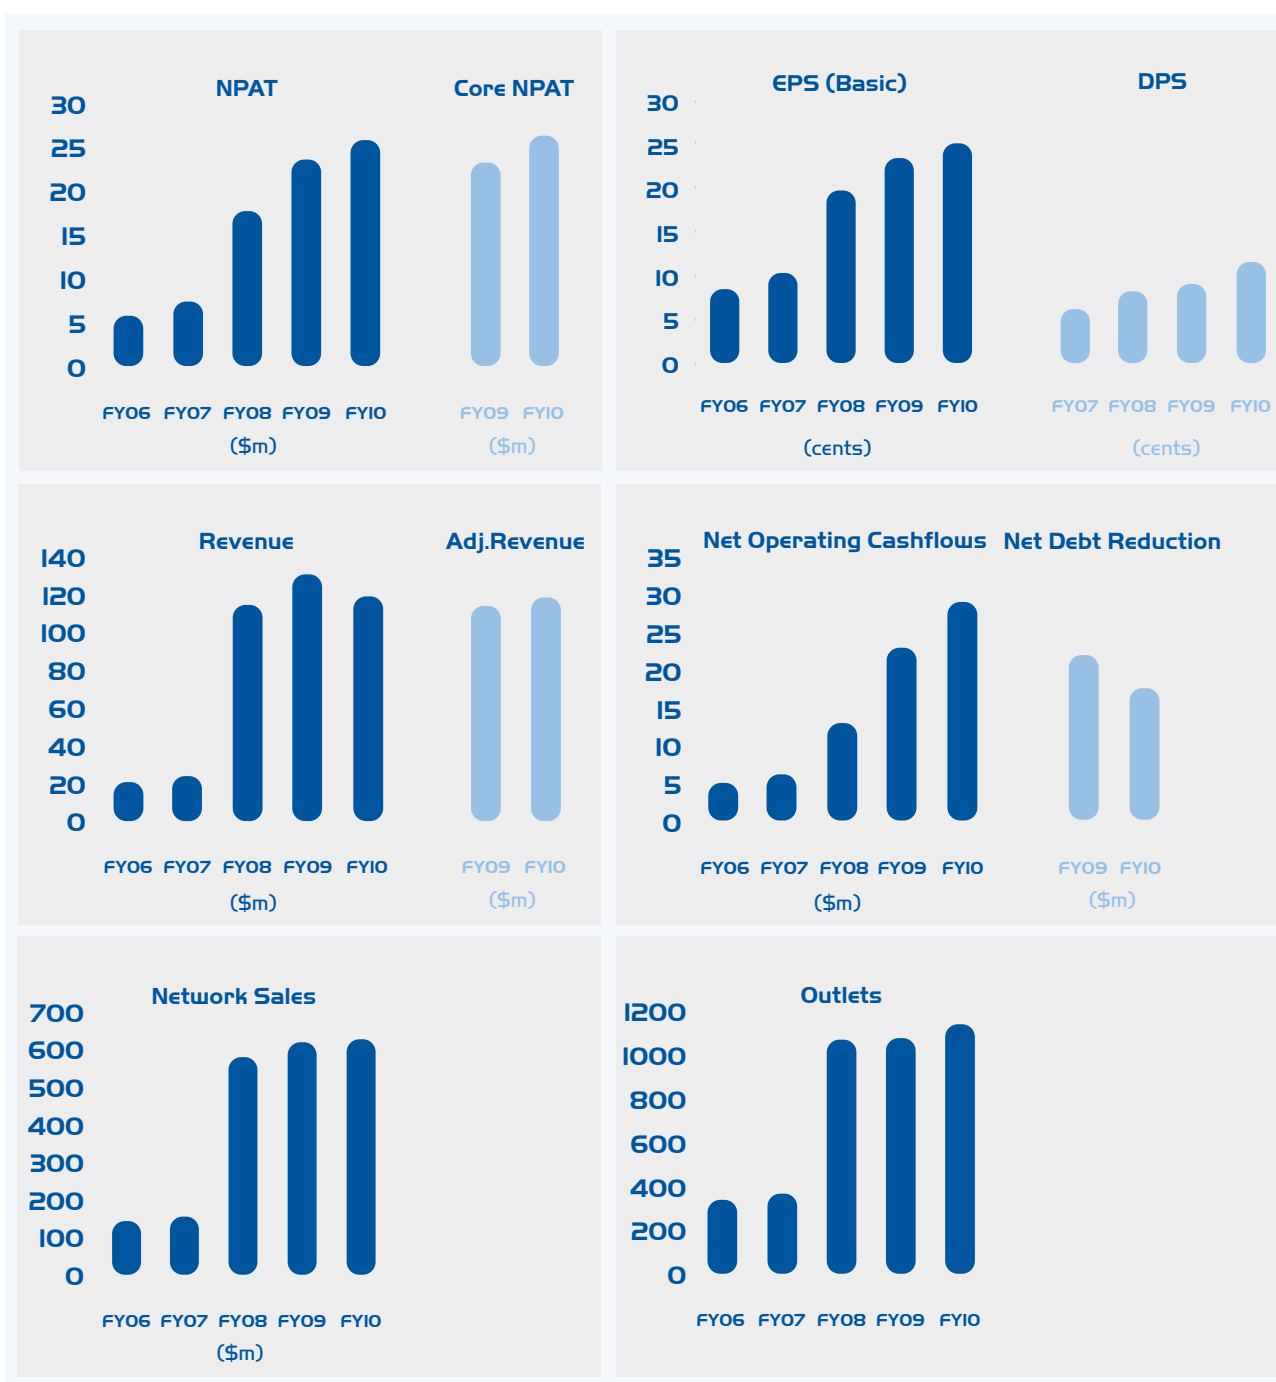 NPAT Core NPAT
30
25
20
15
10
5
0
FY06 FY07 FY08 FY09 FY10 FY09 FY10
($m) ($m)
EPS (Basic) DPS
30
25
20
15
10
5
0
FY06 FY07 FY08 FY09 FY10 FY07 FY08 FY09 FY10
(cents) (cents)
Revenue Adj.Revenue
140
120
100
80
60
40
20
0
FY06 FY07 FY08 FY09 FY10 FY09 FY10
($m) ($m)
Net Operating Cashflows Net Debt Reduction
35
30
25
20
15
10
5
0
FY06 FY07 FY08 FY09 FY10 FY09 FY10
($m) ($m)
Network Sales
700
600
500
400
300
200
100
0
FY06 FY07 FY08 FY09 FY10
($m)
Outlets
1200
1000
800
600
400
200
0
FY06 FY07 FY08 FY09 FY10